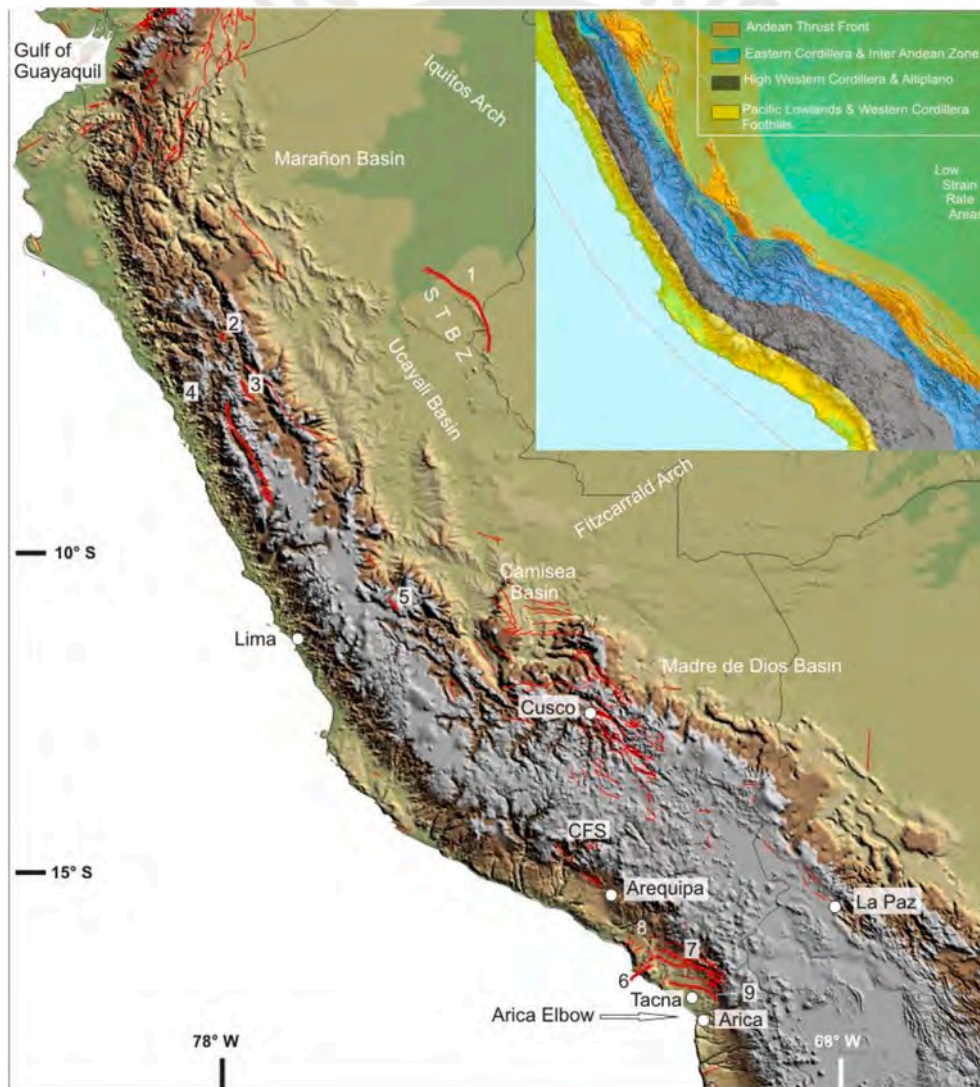 Gulf of
Guayaquil
Iquitos Arch
Marañon Basin
Andean Thrust Front
Eastern Cordillera & Inter Andean Zone
High Western Cordillera & Altiplano
Pacific Lowlands & Western Cordillera
Foothills
Low
Strain
Rate
Areas
1
S T B Z
Ucayali Basin
2
3
4
Fitzcarrald Arch
10° S
Camisea
Basin
5
Lima
Madre de Dios Basin
Cusco
CFS
15° S
Arequipa
La Paz
8
7
6
9
Tacna
Arica Elbow
Arica
78° W
68° W